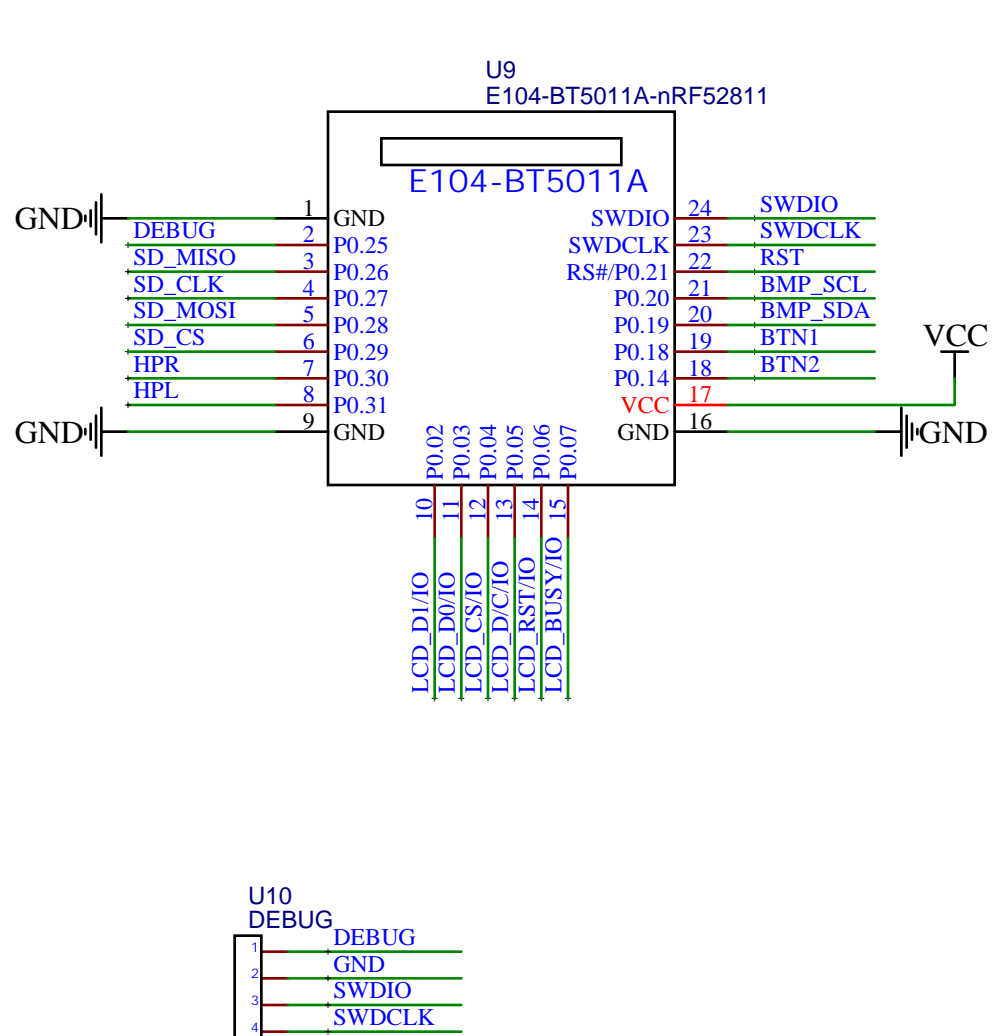 U9
E104-BT5011A-nRF52811
E104-BT5011A
GND 1 GND
DEBUG 2 P0.25
SD_MISO 3 P0.26
SD_CLK 4 P0.27
SD_MOSI 5 P0.28
SD_CS 6 P0.29
HPR 7 P0.30
HPL 8 P0.31
GND 9 GND
SWDIO 24 SWDIO
SWDCLK 23 SWDCLK
RS#/P0.21 22 RST
P0.20 21 BMP_SCL
P0.19 20 BMP_SDA
P0.18 19 BTN1
P0.14 18 BTN2
VCC 17
VCC
GND 16 GND
P0.02 10 LCD_D1/IO
P0.03 11 LCD_D0/IO
P0.04 12 LCD_CS/IO
P0.05 13 LCD_D/C/IO
P0.06 14 LCD_RST/IO
P0.07 15 LCD_BUSY/IO
U10
DEBUG
1 DEBUG
2 GND
3 SWDIO
4 SWDCLK